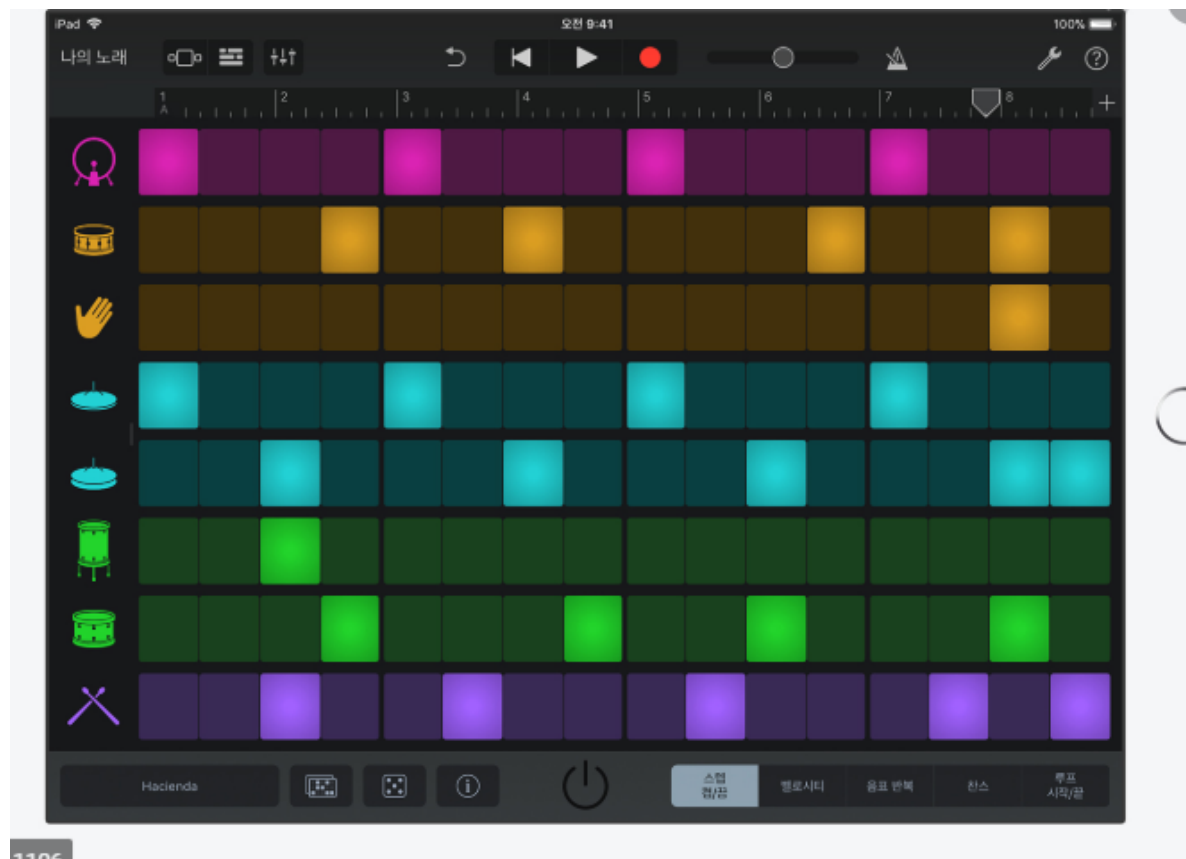 iPad 오전 9:41 100%
나의 노래
1 2 3 4 5 6 7 8 +
A
Hacienda
스텝 켬/끔
벨로시티
음표 반복
찬스
루프 시작/끝